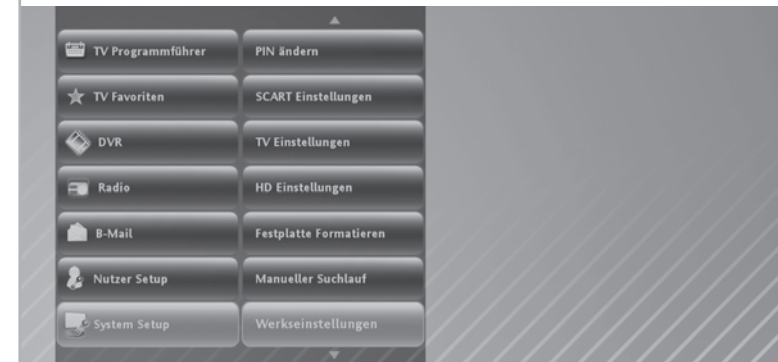 TV Programmführer
PIN ändern
TV Favoriten
SCART Einstellungen
DVR
TV Einstellungen
Radio
HD Einstellungen
B-Mail
Festplatte Formatieren
Nutzer Setup
Manueller Suchlauf
System Setup
Werkseinstellungen